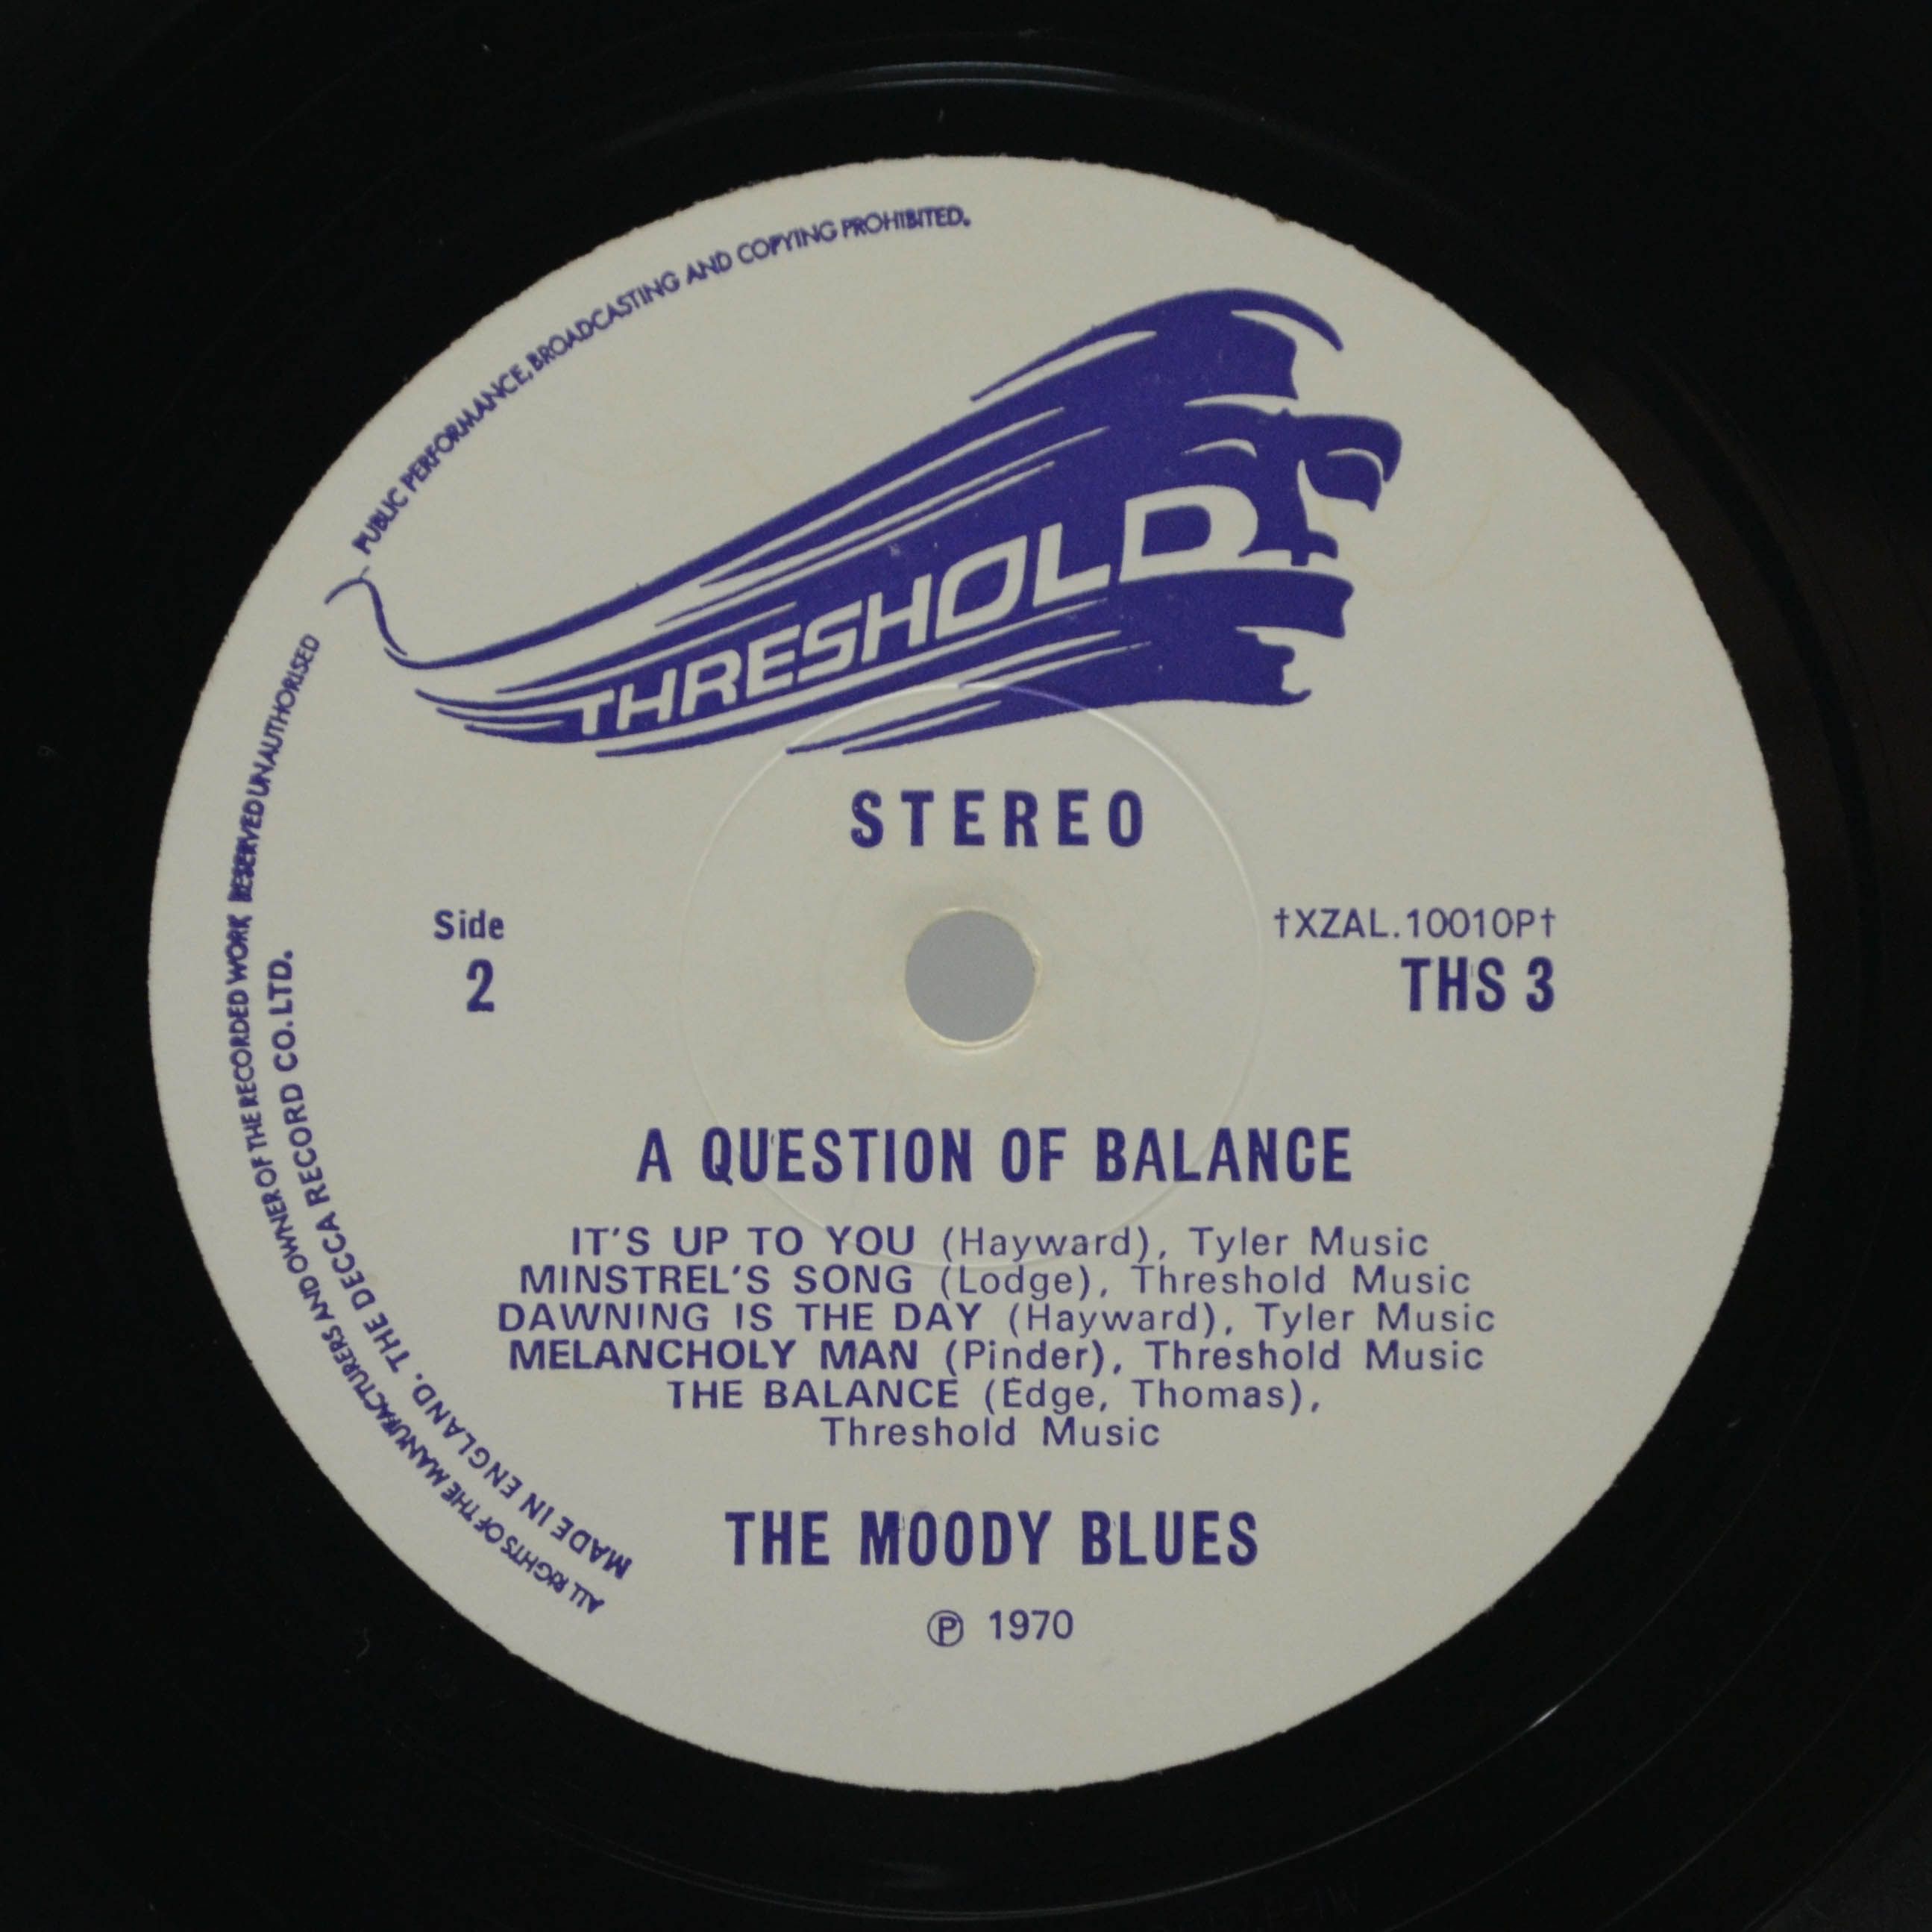 PUBLIC PERFORMANCE, BROADCASTING AND COPYING PROHIBITED.
THRESHOLD
STEREO
Side
2
†XZAL.10010P†
THS 3
A QUESTION OF BALANCE
IT'S UP TO YOU (Hayward), Tyler Music
MINSTREL'S SONG (Lodge), Threshold Music
DAWNING IS THE DAY (Hayward), Tyler Music
MELANCHOLY MAN (Pinder), Threshold Music
THE BALANCE (Edge, Thomas),
Threshold Music
THE MOODY BLUES
℗ 1970
MADE IN ENGLAND. THE DECCA RECORD CO. LTD.
ALL RIGHTS OF THE MANUFACTURERS AND OWNER OF THE RECORDED WORK RESERVED UNAUTHORISED